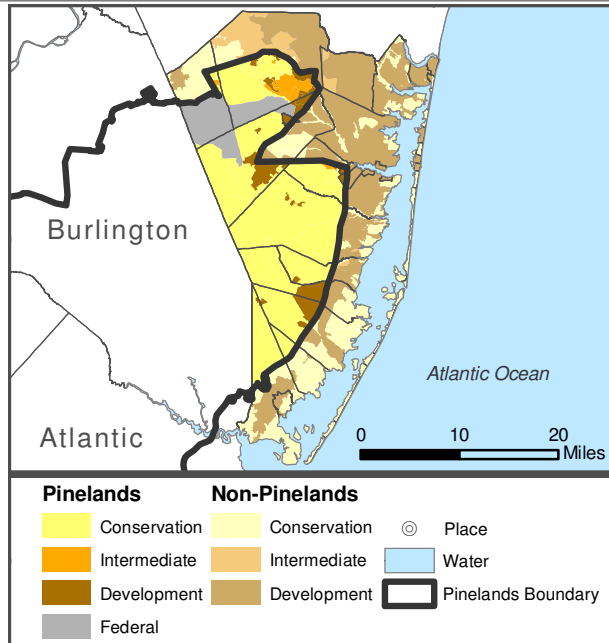 Burlington
Atlantic Ocean
Atlantic
0 10 20
Miles
Pinelands Non-Pinelands
Conservation Conservation Place
Intermediate Intermediate Water
Development Development Pinelands Boundary
Federal